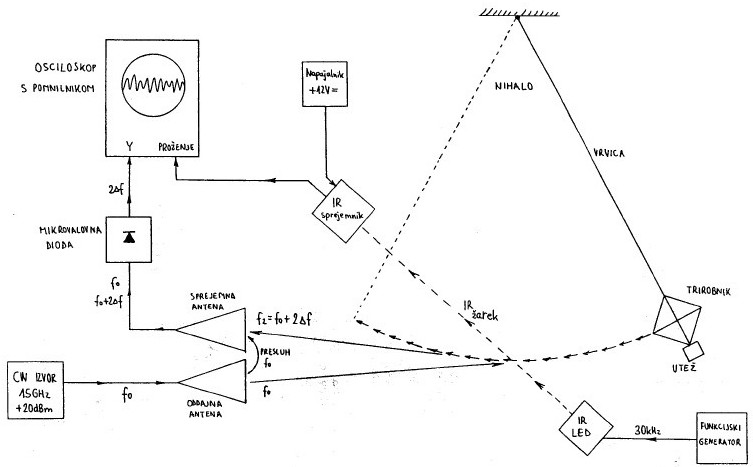 OSCILOSKOP
S POMNILNIKOM
Y
PROŽENJE
Napajalnik
+12V=
NIHALO
VRVICA
2Δf
IR
sprejemnik
MIKROVALOVNA
DIODA
f₀
f₀+2Δf
SPREJEMNA
ANTENA
f₂=f₀+2Δf
IR
žarek
TRIROBNIK
UTEŽ
PRESLUH
f₀
CW IZVOR
15GHz
+20dBm
f₀
ODDAJNA
ANTENA
f₀
IR
LED
30kHz
FUNKCIJSKI
GENERATOR